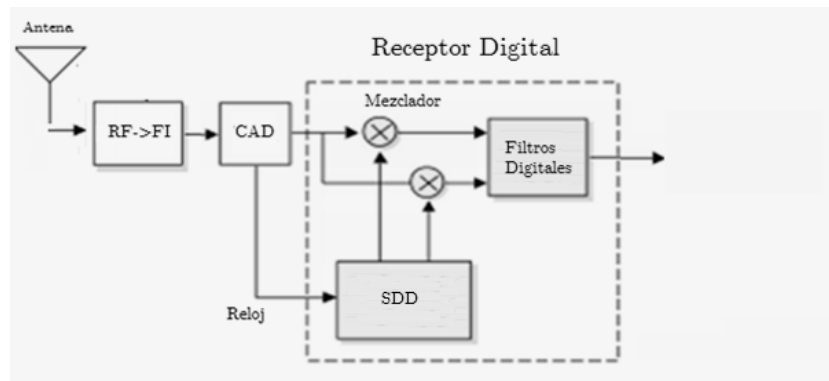 Antena
Receptor Digital
Mezclador
RF->FI
CAD
Filtros
Digitales
SDD
Reloj